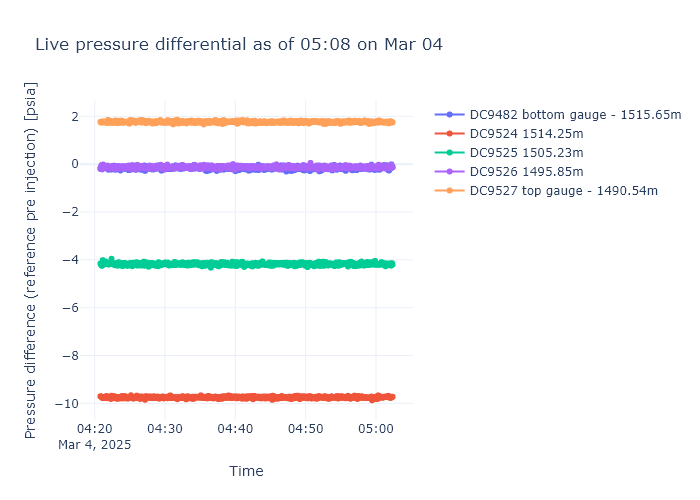 Live pressure differential as of 05:08 on Mar 04
Pressure difference (reference pre injection) [psia]
2
0
−2
−4
−6
−8
−10
04:20
Mar 4, 2025
04:30
04:40
04:50
05:00
Time
DC9482 bottom gauge - 1515.65m
DC9524 1514.25m
DC9525 1505.23m
DC9526 1495.85m
DC9527 top gauge - 1490.54m